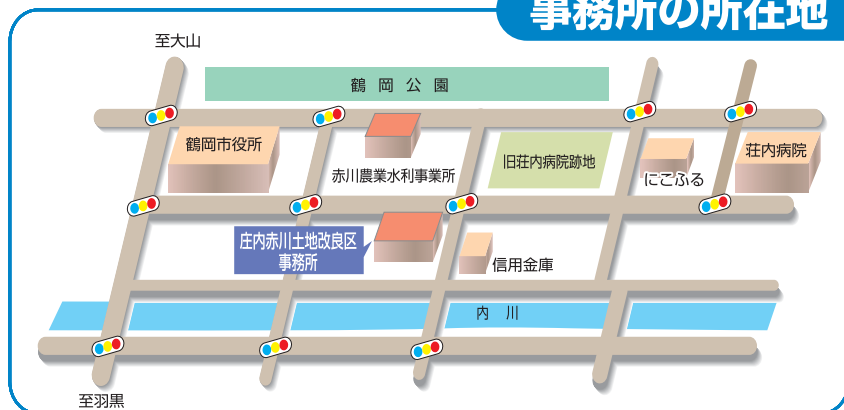 事務所の所在地
至大山
鶴岡公園
鶴岡市役所
赤川農業水利事業所
旧荘内病院跡地
にこふる
荘内病院
庄内赤川土地改良区
事務所
信用金庫
内川
至羽黒